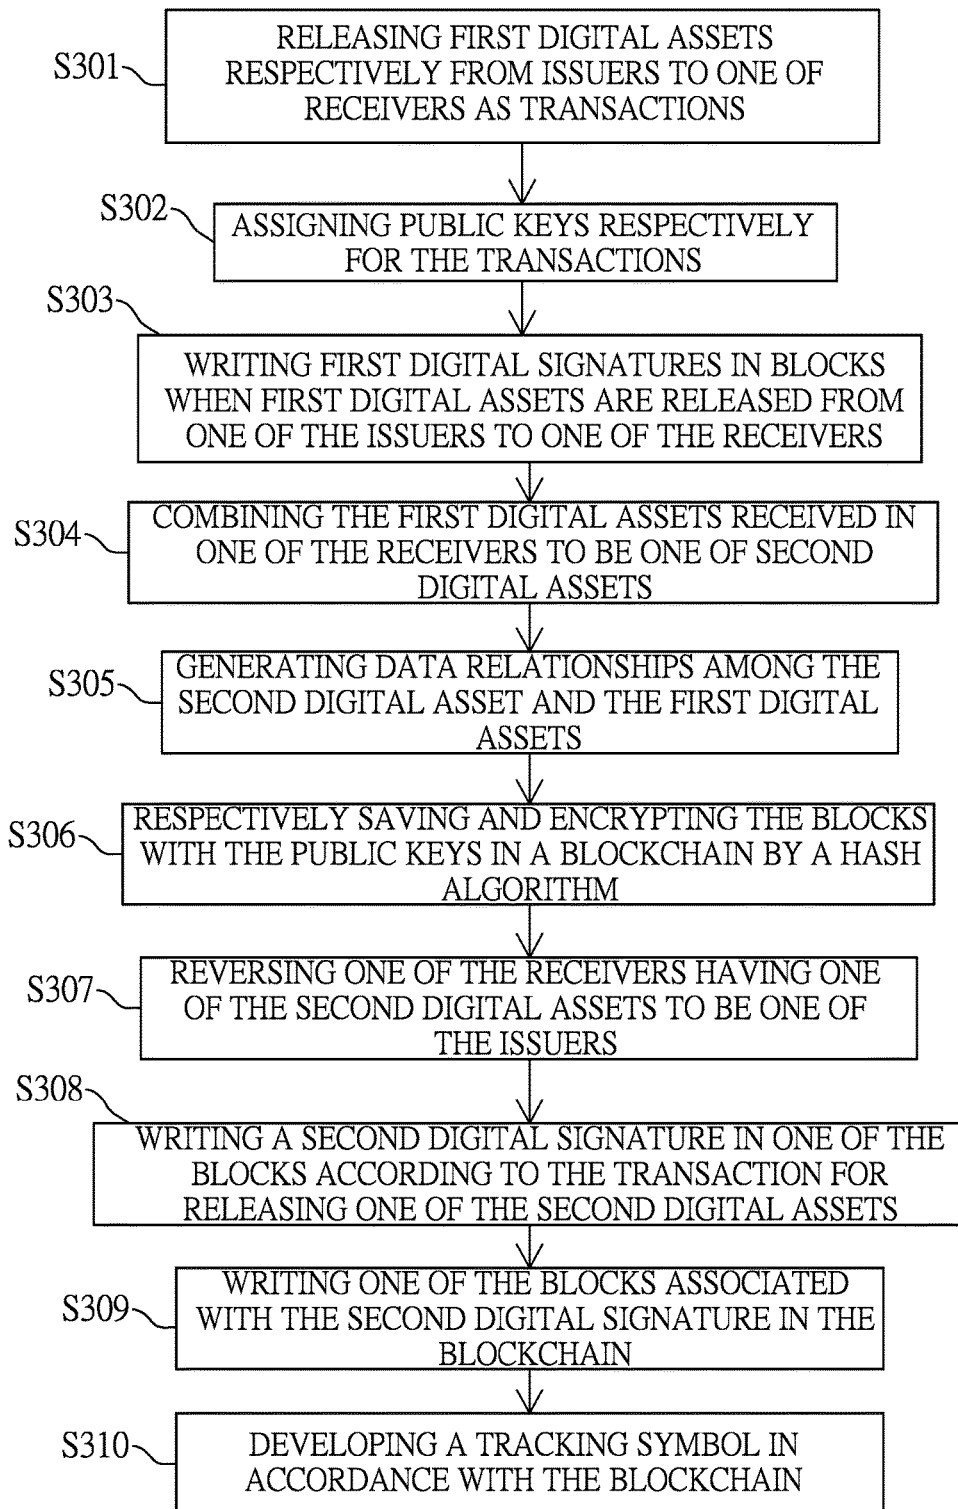 S301
RELEASING FIRST DIGITAL ASSETS
RESPECTIVELY FROM ISSUERS TO ONE OF
RECEIVERS AS TRANSACTIONS
S302
ASSIGNING PUBLIC KEYS RESPECTIVELY
FOR THE TRANSACTIONS
S303
WRITING FIRST DIGITAL SIGNATURES IN BLOCKS
WHEN FIRST DIGITAL ASSETS ARE RELEASED FROM
ONE OF THE ISSUERS TO ONE OF THE RECEIVERS
S304
COMBINING THE FIRST DIGITAL ASSETS RECEIVED IN
ONE OF THE RECEIVERS TO BE ONE OF SECOND
DIGITAL ASSETS
S305
GENERATING DATA RELATIONSHIPS AMONG THE
SECOND DIGITAL ASSET AND THE FIRST DIGITAL
ASSETS
S306
RESPECTIVELY SAVING AND ENCRYPTING THE BLOCKS
WITH THE PUBLIC KEYS IN A BLOCKCHAIN BY A HASH
ALGORITHM
S307
REVERSING ONE OF THE RECEIVERS HAVING ONE
OF THE SECOND DIGITAL ASSETS TO BE ONE OF
THE ISSUERS
S308
WRITING A SECOND DIGITAL SIGNATURE IN ONE OF THE
BLOCKS ACCORDING TO THE TRANSACTION FOR
RELEASING ONE OF THE SECOND DIGITAL ASSETS
S309
WRITING ONE OF THE BLOCKS ASSOCIATED
WITH THE SECOND DIGITAL SIGNATURE IN THE
BLOCKCHAIN
S310
DEVELOPING A TRACKING SYMBOL IN
ACCORDANCE WITH THE BLOCKCHAIN